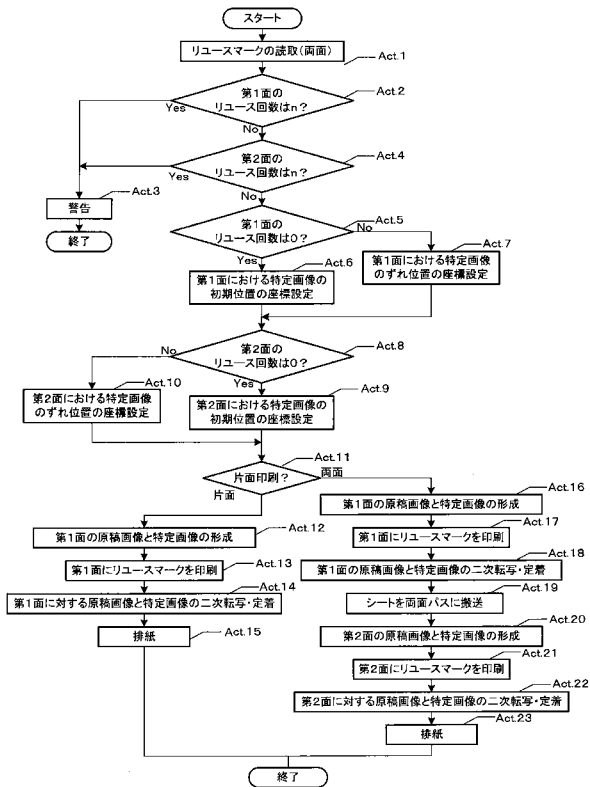 スタート
リユースマークの読取(両面)
Act.1
第1面の
リユース回数はn?
Act.2
Yes
No
第2面の
リユース回数はn?
Act.4
Yes
No
警告
Act.3
終了
第1面の
リユース回数は0?
Act.5
No
Yes
第1面における特定画像の
初期位置の座標設定
Act.6
第1面における特定画像
のずれ位置の座標設定
Act.7
第2面の
リユース回数は0?
Act.8
No
Yes
第2面における特定画像
のずれ位置の座標設定
Act.10
第2面における特定画像の
初期位置の座標設定
Act.9
片面印刷?
Act.11
両面
片面
第1面の原稿画像と特定画像の形成
Act.12
第1面にリユースマークを印刷
Act.13
第1面に対する原稿画像と特定画像の二次転写・定着
Act.14
排紙
Act.15
第1面の原稿画像と特定画像の形成
Act.16
第1面にリユースマークを印刷
Act.17
第1面の原稿画像と特定画像の二次転写・定着
Act.18
シートを両面パスに搬送
Act.19
第2面の原稿画像と特定画像の形成
Act.20
第2面にリユースマークを印刷
Act.21
第2面に対する原稿画像と特定画像の二次転写・定着
Act.22
排紙
Act.23
終了